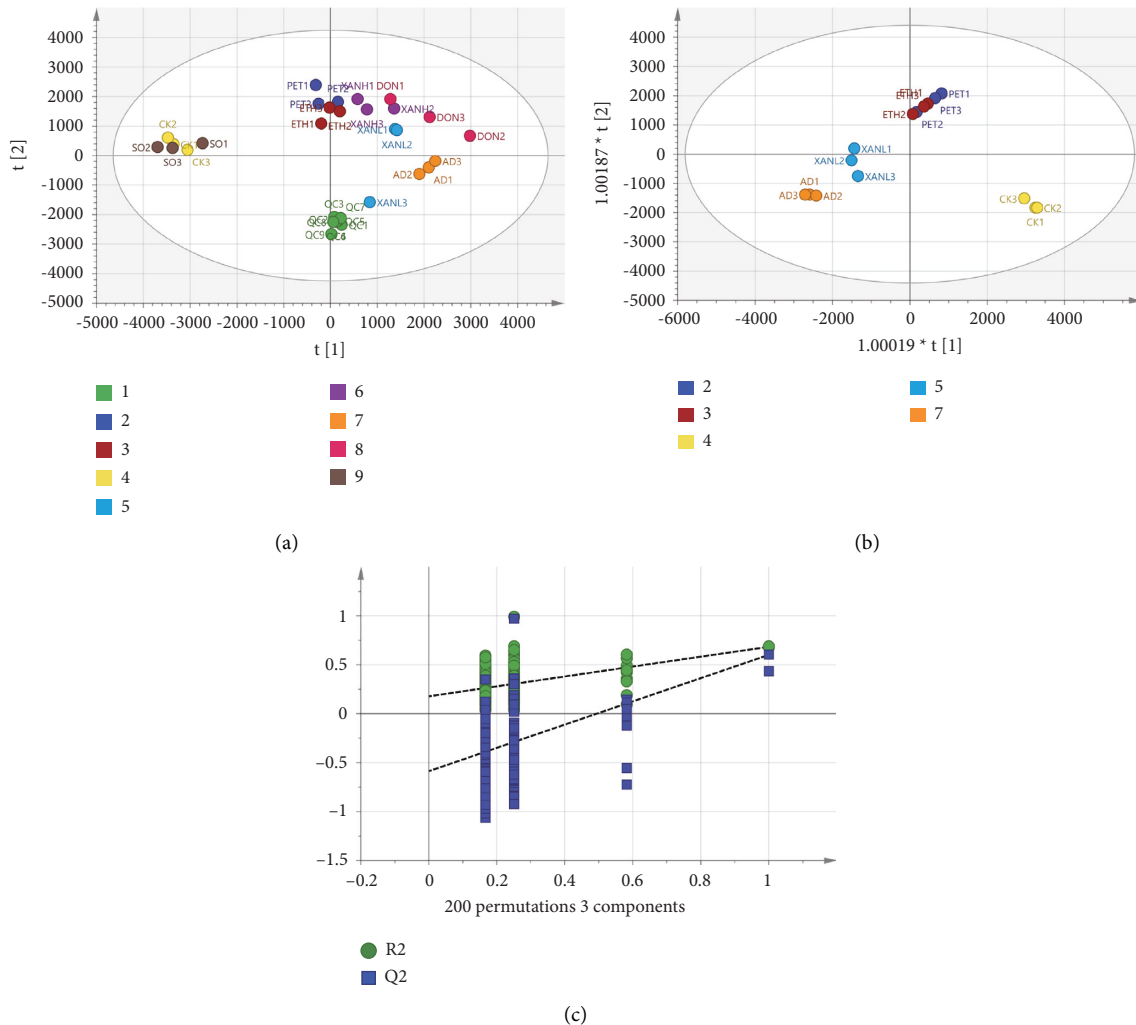 4000
3000
2000
1000
0
-1000
-2000
-3000
-4000
-5000
t [2]
PET1
PET2
PET3
XANH1
DON1
XANH2
XANH3
DON3
DON2
ETH3
ETH1
ETH2
XANL1
XANL2
CK2
CK3
SO2
SO3
SO1
AD3
AD2
AD1
XANL3
QC3
QC7
QC5
QC8
QC1
QC9
-5000 -4000 -3000 -2000 -1000 0 1000 2000 3000 4000
t [1]
1
2
3
4
5
6
7
8
9
(a)
4000
3000
2000
1000
0
-1000
-2000
-3000
-4000
-5000
1.00187 * t [2]
ETH1
ETH3
PET1
PET3
ETH2
PET2
XANL1
XANL2
XANL3
AD1
AD3
AD2
CK3
CK2
CK1
-6000 -4000 -2000 0 2000 4000
1.00019 * t [1]
2
3
4
5
7
(b)
1
0.5
0
−0.5
−1
−1.5
−0.2 0 0.2 0.4 0.6 0.8 1
200 permutations 3 components
R2
Q2
(c)